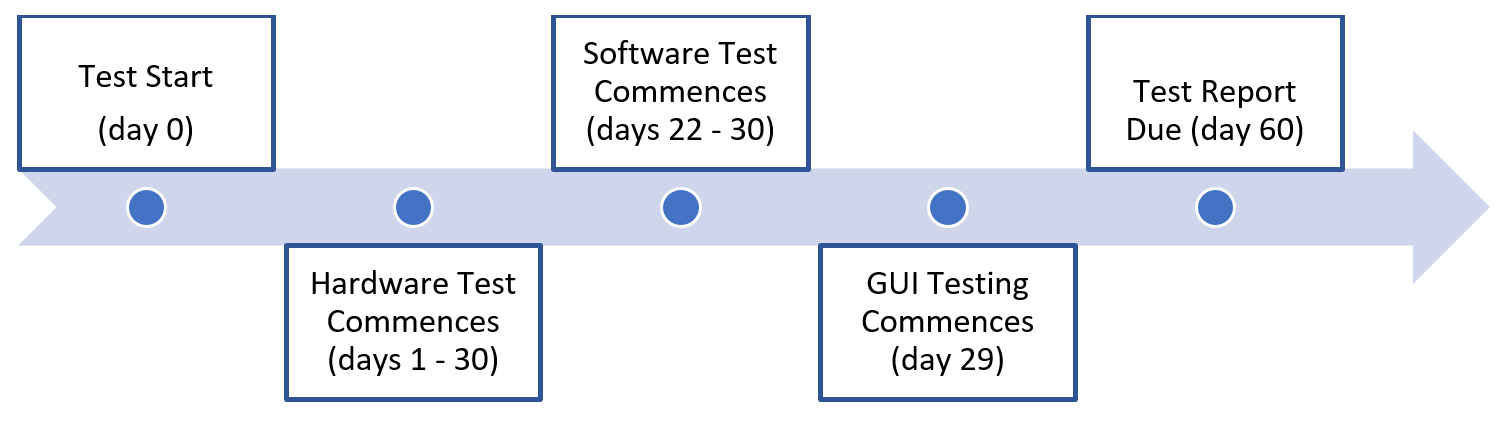 Test Start
(day 0)
Hardware Test
Commences
(days 1 - 30)
Software Test
Commences
(days 22 - 30)
GUI Testing
Commences
(day 29)
Test Report
Due (day 60)